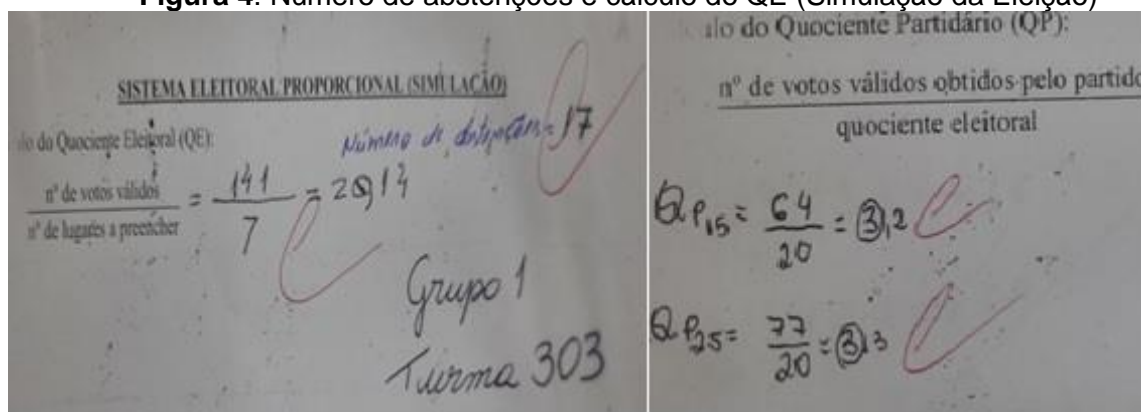 Figura 4. Número de abstenções e cálculo do QE (Simulação da Eleição)
SISTEMA ELEITORAL PROPORCIONAL (SIMULAÇÃO)
lo do Quociente Eleitoral (QE):
Número de abstenções = 17
nº de votos válidos
nº de lugares a preencher
= 141 / 7 = 20,14
Grupo 1
Turma 303
lo do Quociente Partidário (QP):
nº de votos válidos obtidos pelo partido
quociente eleitoral
QP15 = 64 / 20 = 3,2
QP25 = 77 / 20 = 3,3